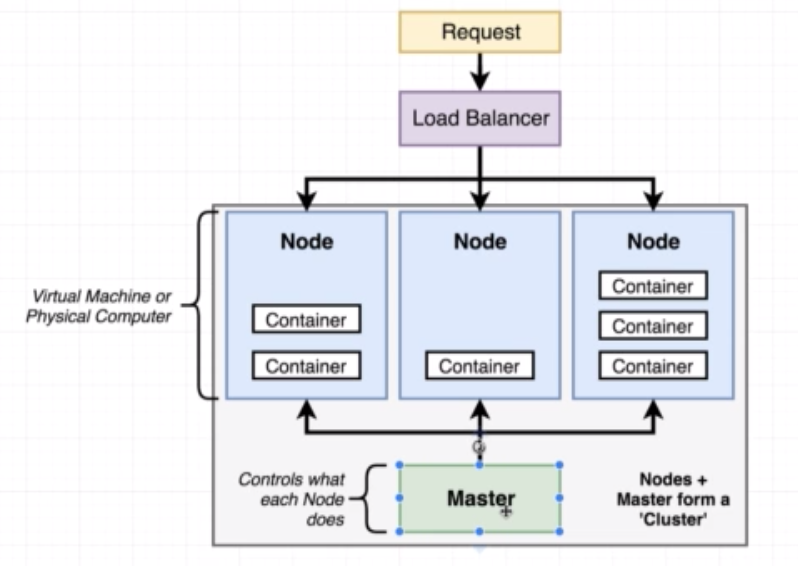 Request
Load Balancer
Node
Node
Node
Container
Container
Container
Container
Container
Container
Virtual Machine or
Physical Computer
Controls what
each Node
does
Master
Nodes +
Master form a
'Cluster'